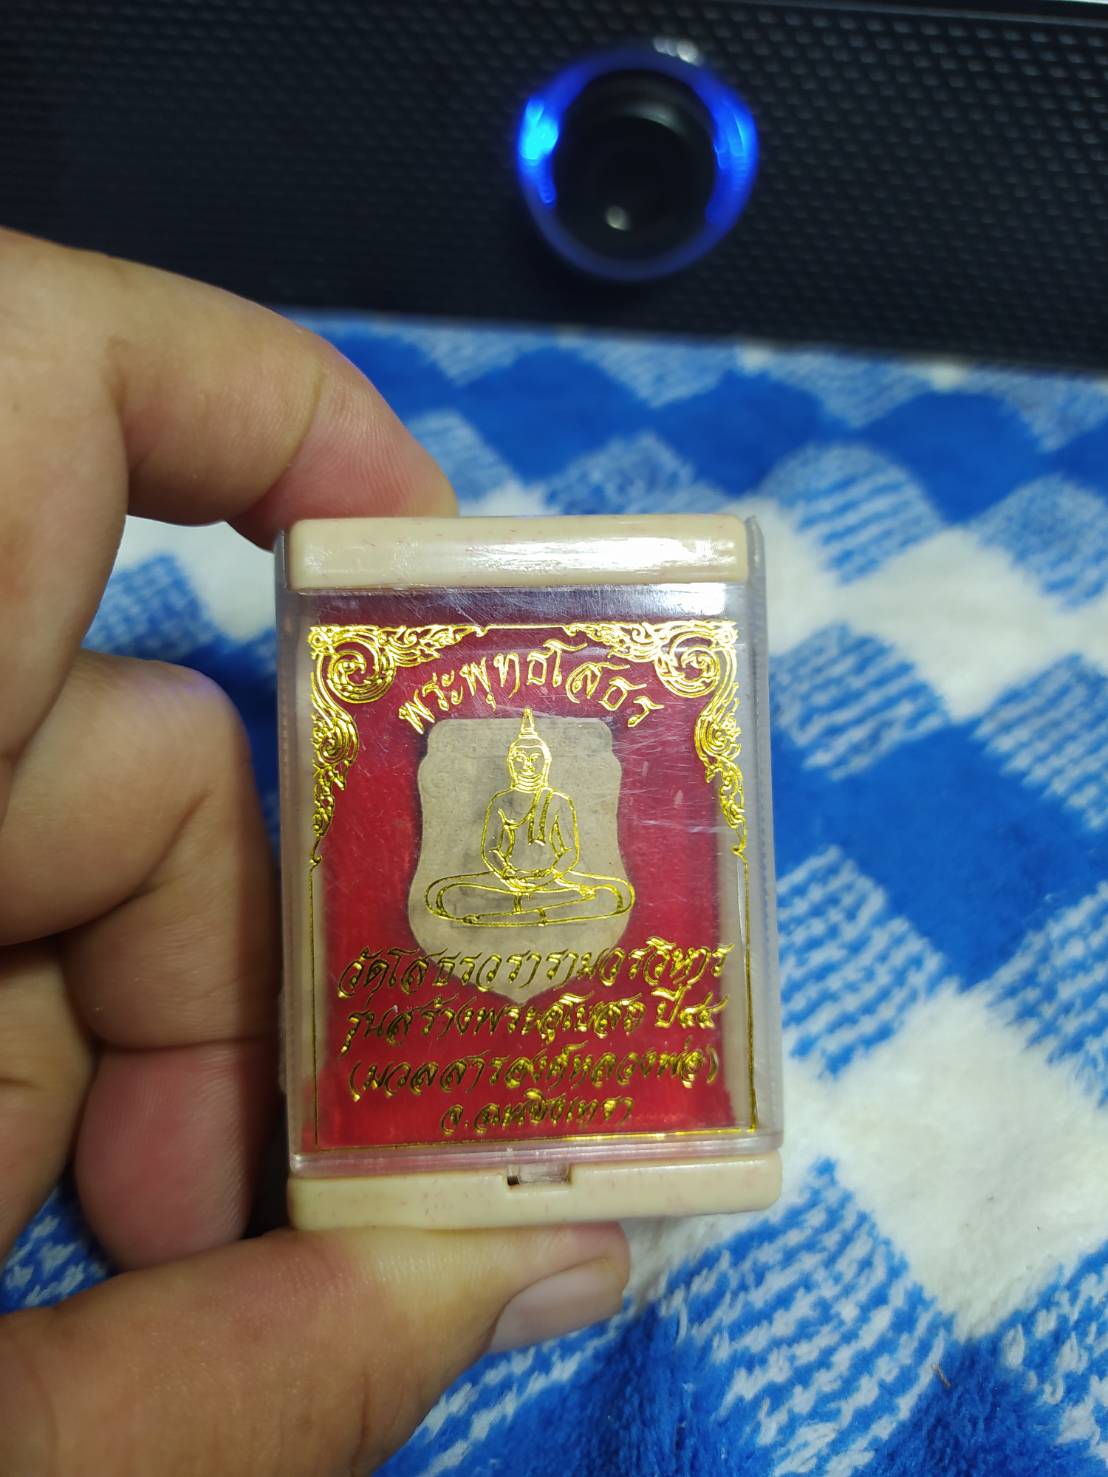 พระพุทธโสธร
วัดโสธรวรารามวรวิหาร
รุ่นสร้างพระอุโบสถ ปี๔๔
(มวลสารองค์หลวงพ่อ)
จ.ฉะเชิงเทรา